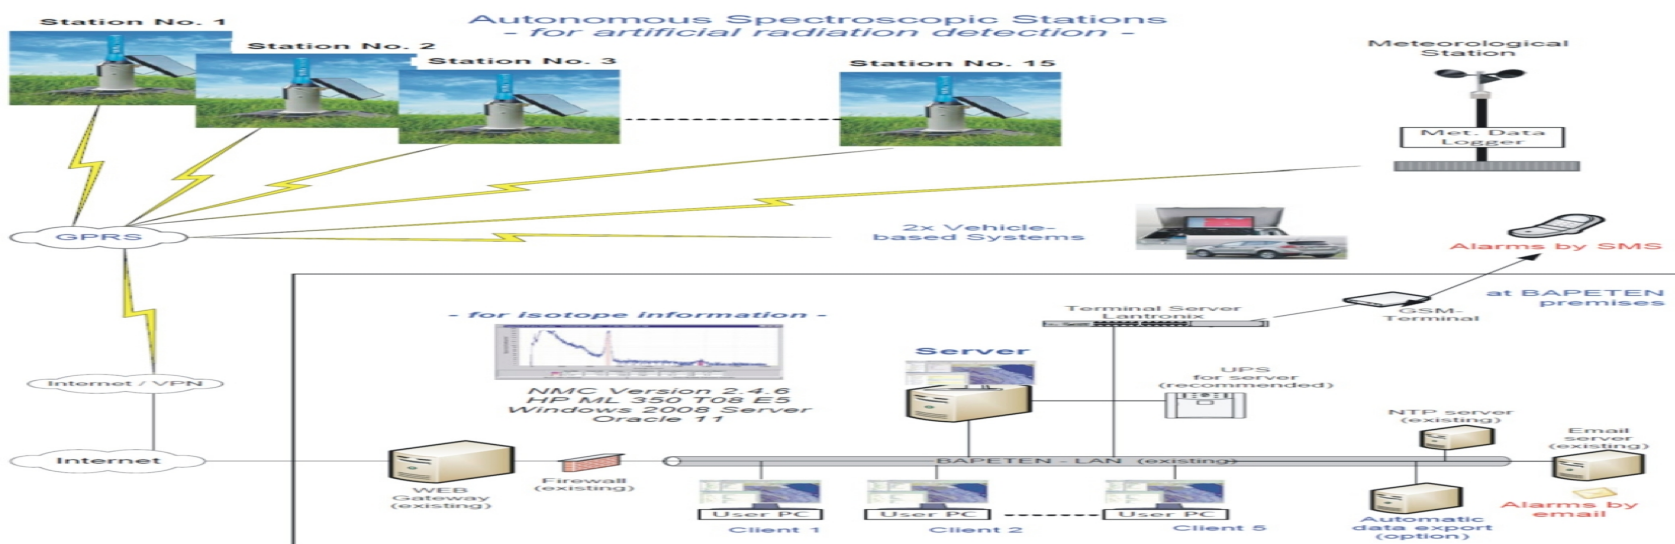 Autonomous Spectroscopic Stations
- for artificial radiation detection -
Station No. 1
Station No. 2
Station No. 3
Station No. 15
Meteorological
Station
Met. Data
Logger
GPRS
2x Vehicle-
based Systems
Alarms by SMS
at BAPETEN
premises
- for isotope information -
Terminal Server
Lantronix
GSM-
Terminal
Server
UPS
for server
(recommended)
Internet / VPN
NMC Version 2.4.6
HP ML 350 T08 E5
Windows 2008 Server
Oracle 11
NTP server
(existing)
Email
server
(existing)
Internet
WEB
Gateway
(existing)
Firewall
(existing)
BAPETEN - LAN (existing)
User PC
Client 1
User PC
Client 2
User PC
Client 5
Automatic
data export
(option)
Alarms by
email